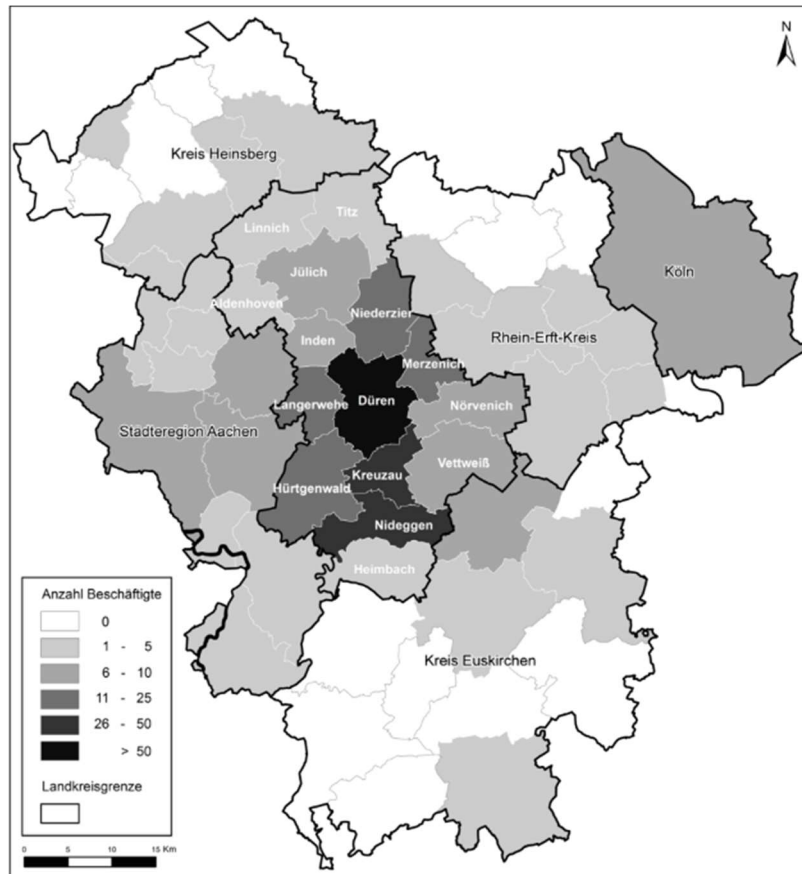 N
Kreis Heinsberg
Titz
Linnich
Jülich
Köln
Aldenhoven
Niederzier
Inden
Rhein-Erft-Kreis
Merzenich
Langerwehe
Düren
Nörvenich
Städteregion Aachen
Vettweiß
Kreuzau
Hürtgenwald
Nideggen
Heimbach
Kreis Euskirchen
Anzahl Beschäftigte
0
1 - 5
6 - 10
11 - 25
26 - 50
> 50
Landkreisgrenze
0 5 10 15 Km